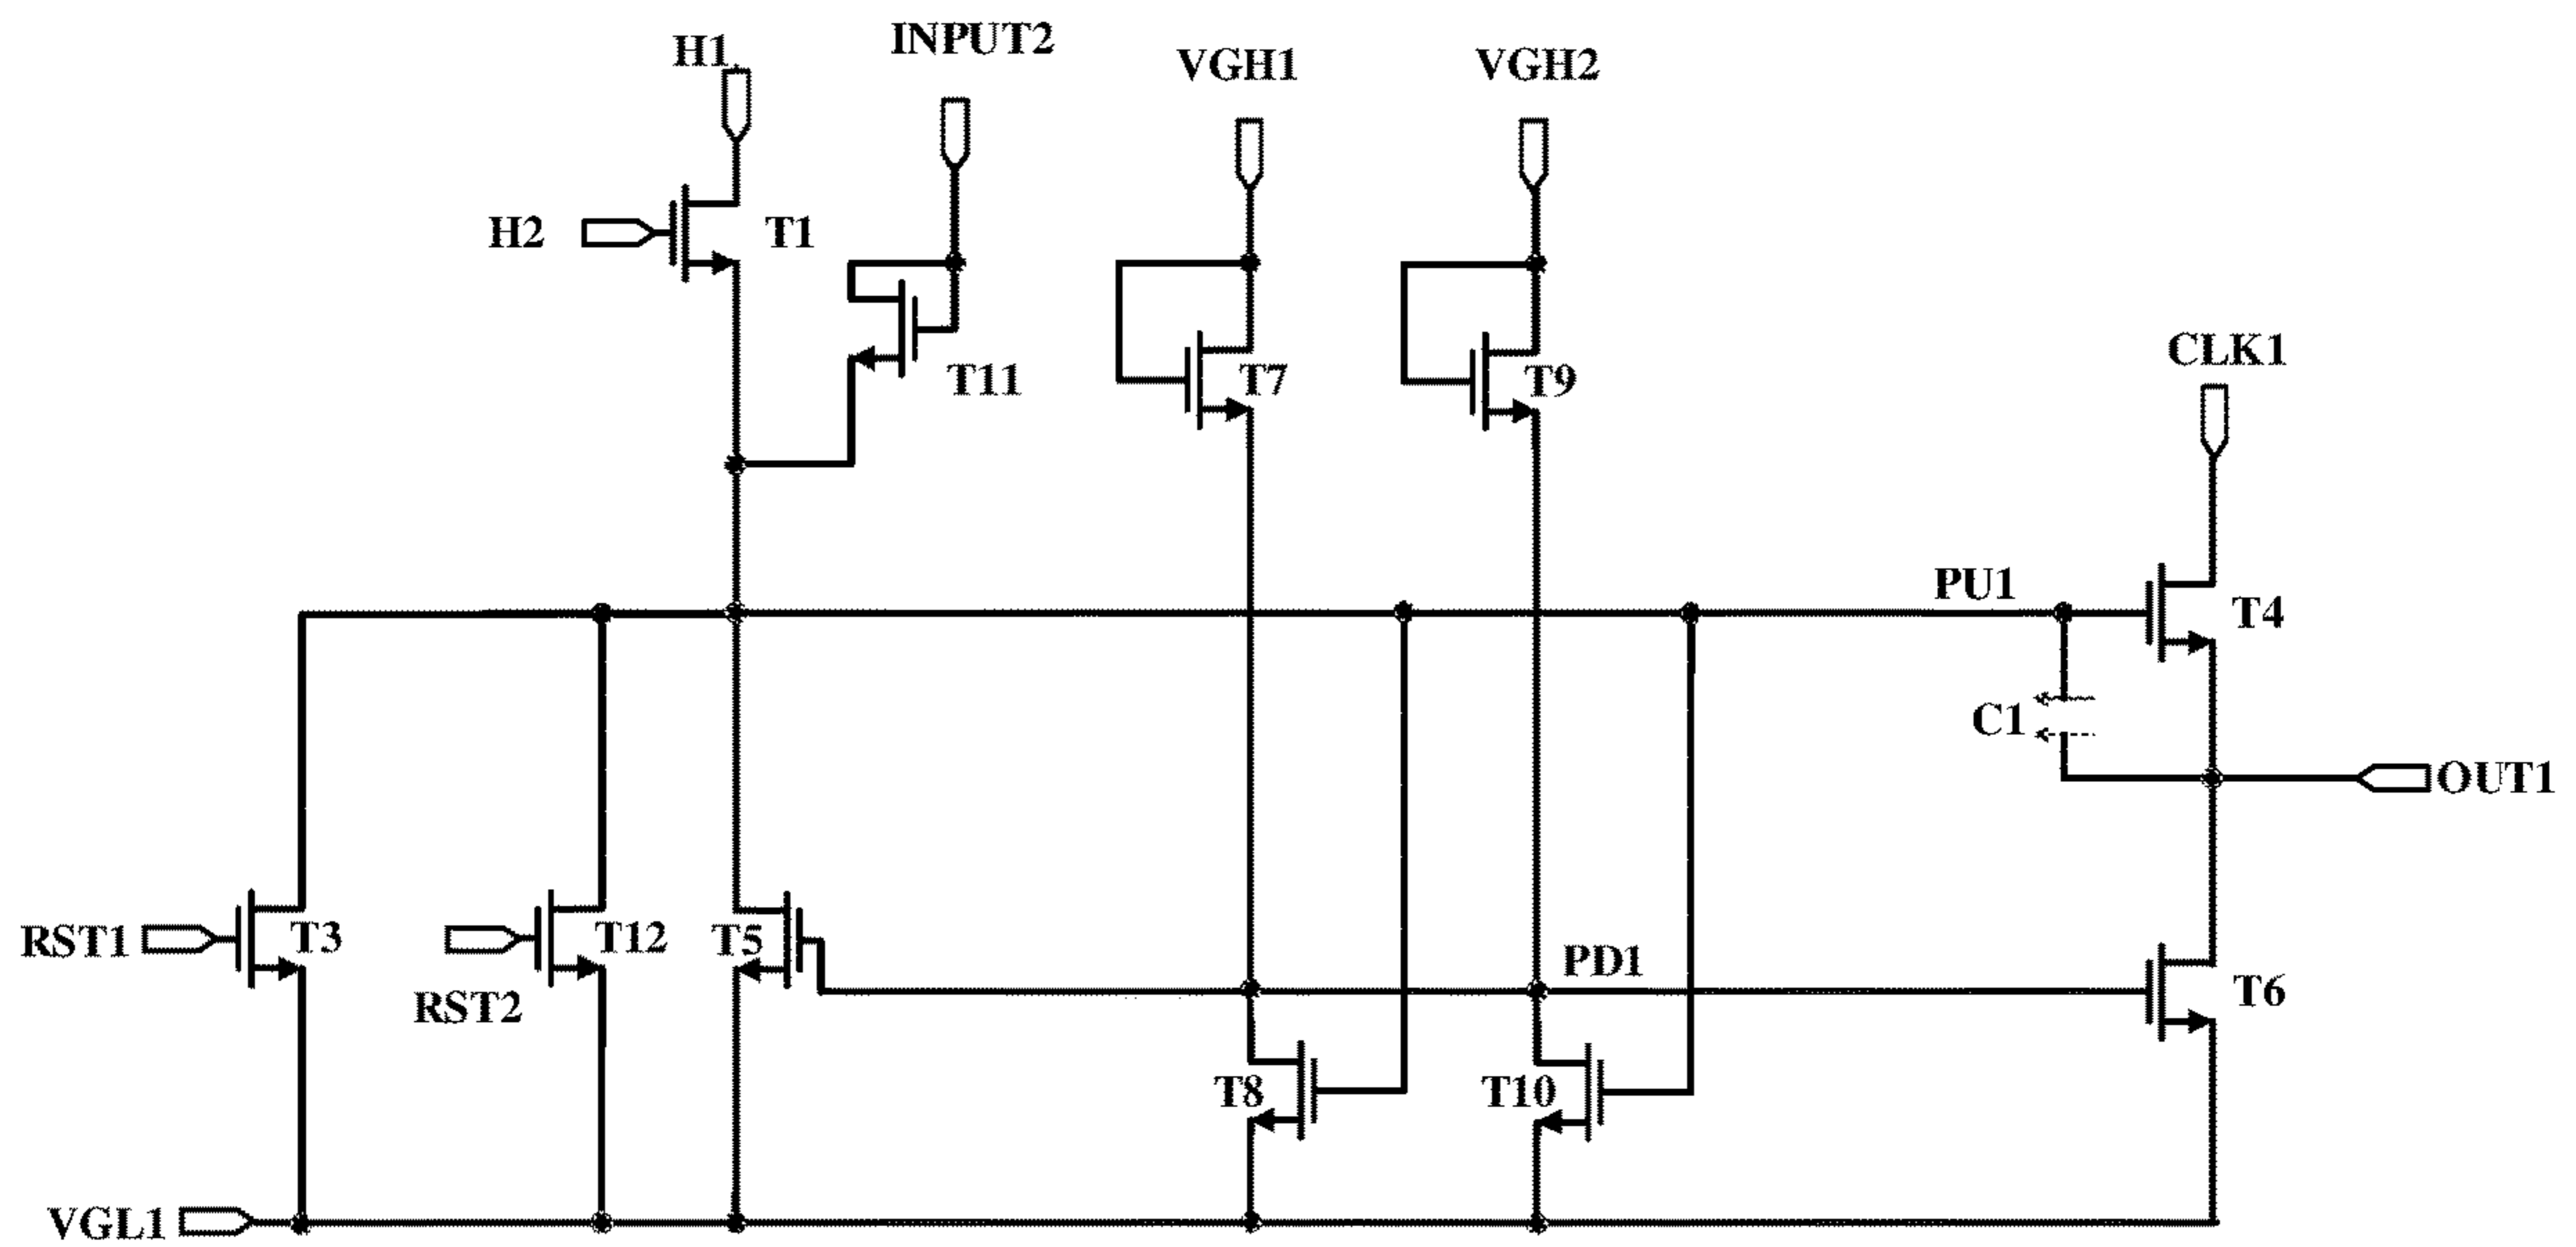 H1
INPUT2
VGH1
VGH2
H2
T1
T11
T7
T9
CLK1
PU1
T4
C1
OUT1
RST1
T3
T12
T5
RST2
PD1
T6
T8
T10
VGL1